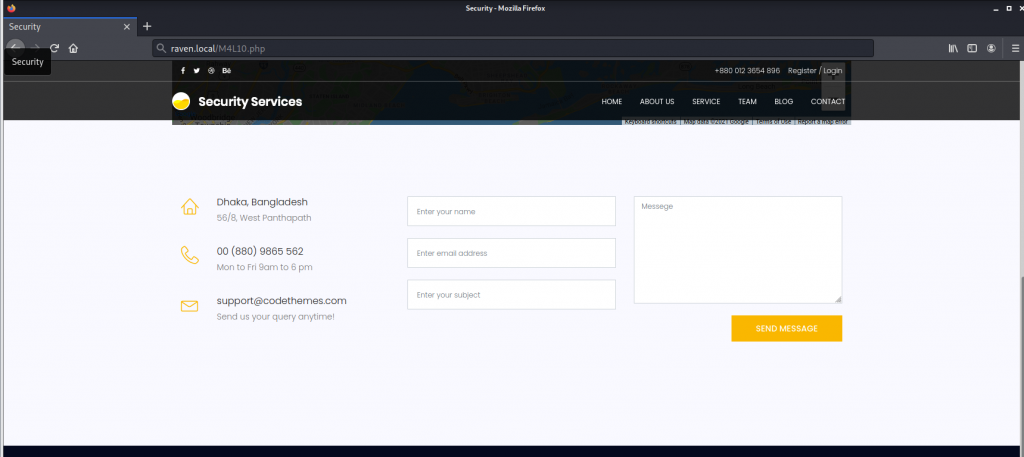 Security - Mozilla Firefox
Security
raven.local/M4L10.php
Security
Bē
+880 012 3654 896 Register / Login
Security Services
HOME ABOUT US SERVICE TEAM BLOG CONTACT
Keyboard shortcuts Map data ©2021 Google Terms of Use Report a map error
Dhaka, Bangladesh
56/8, West Panthapath
00 (880) 9865 562
Mon to Fri 9am to 6 pm
support@codethemes.com
Send us your query anytime!
Enter your name
Enter email address
Enter your subject
Messege
SEND MESSAGE